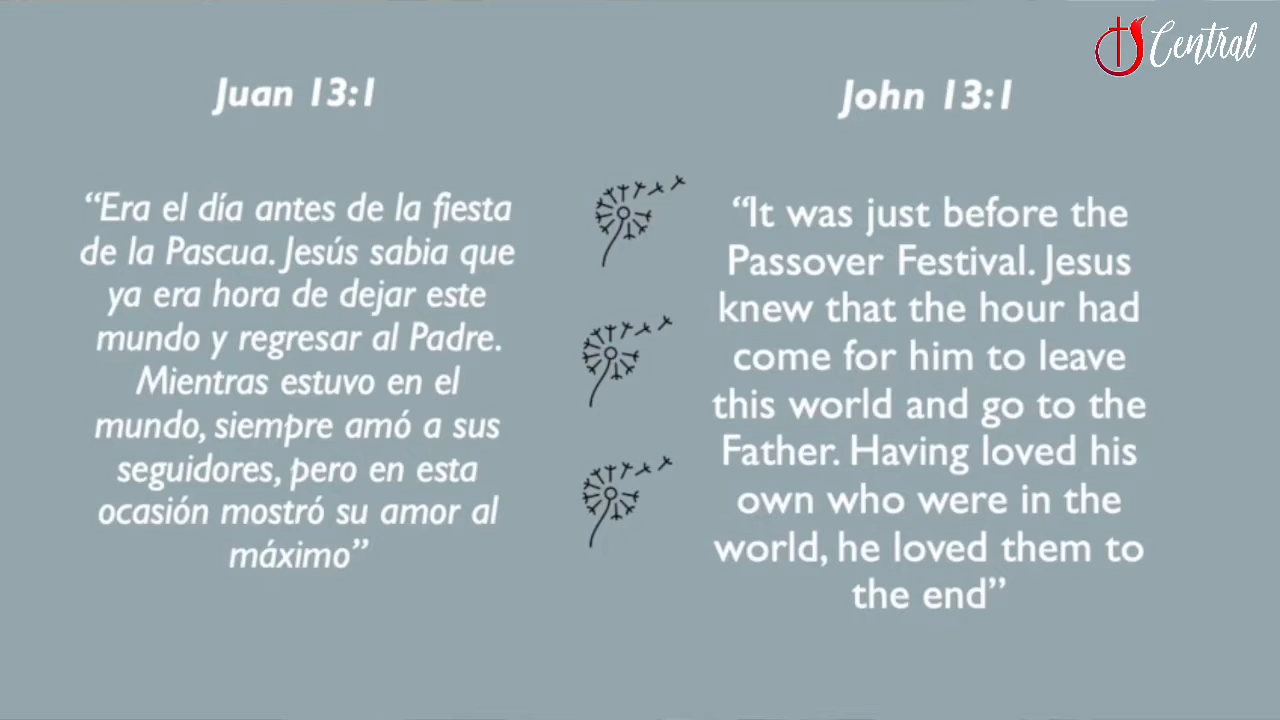 Central
Juan 13:1
“Era el día antes de la fiesta
de la Pascua. Jesús sabia que
ya era hora de dejar este
mundo y regresar al Padre.
Mientras estuvo en el
mundo, siempre amó a sus
seguidores, pero en esta
ocasión mostró su amor al
máximo”
John 13:1
“It was just before the
Passover Festival. Jesus
knew that the hour had
come for him to leave
this world and go to the
Father. Having loved his
own who were in the
world, he loved them to
the end”